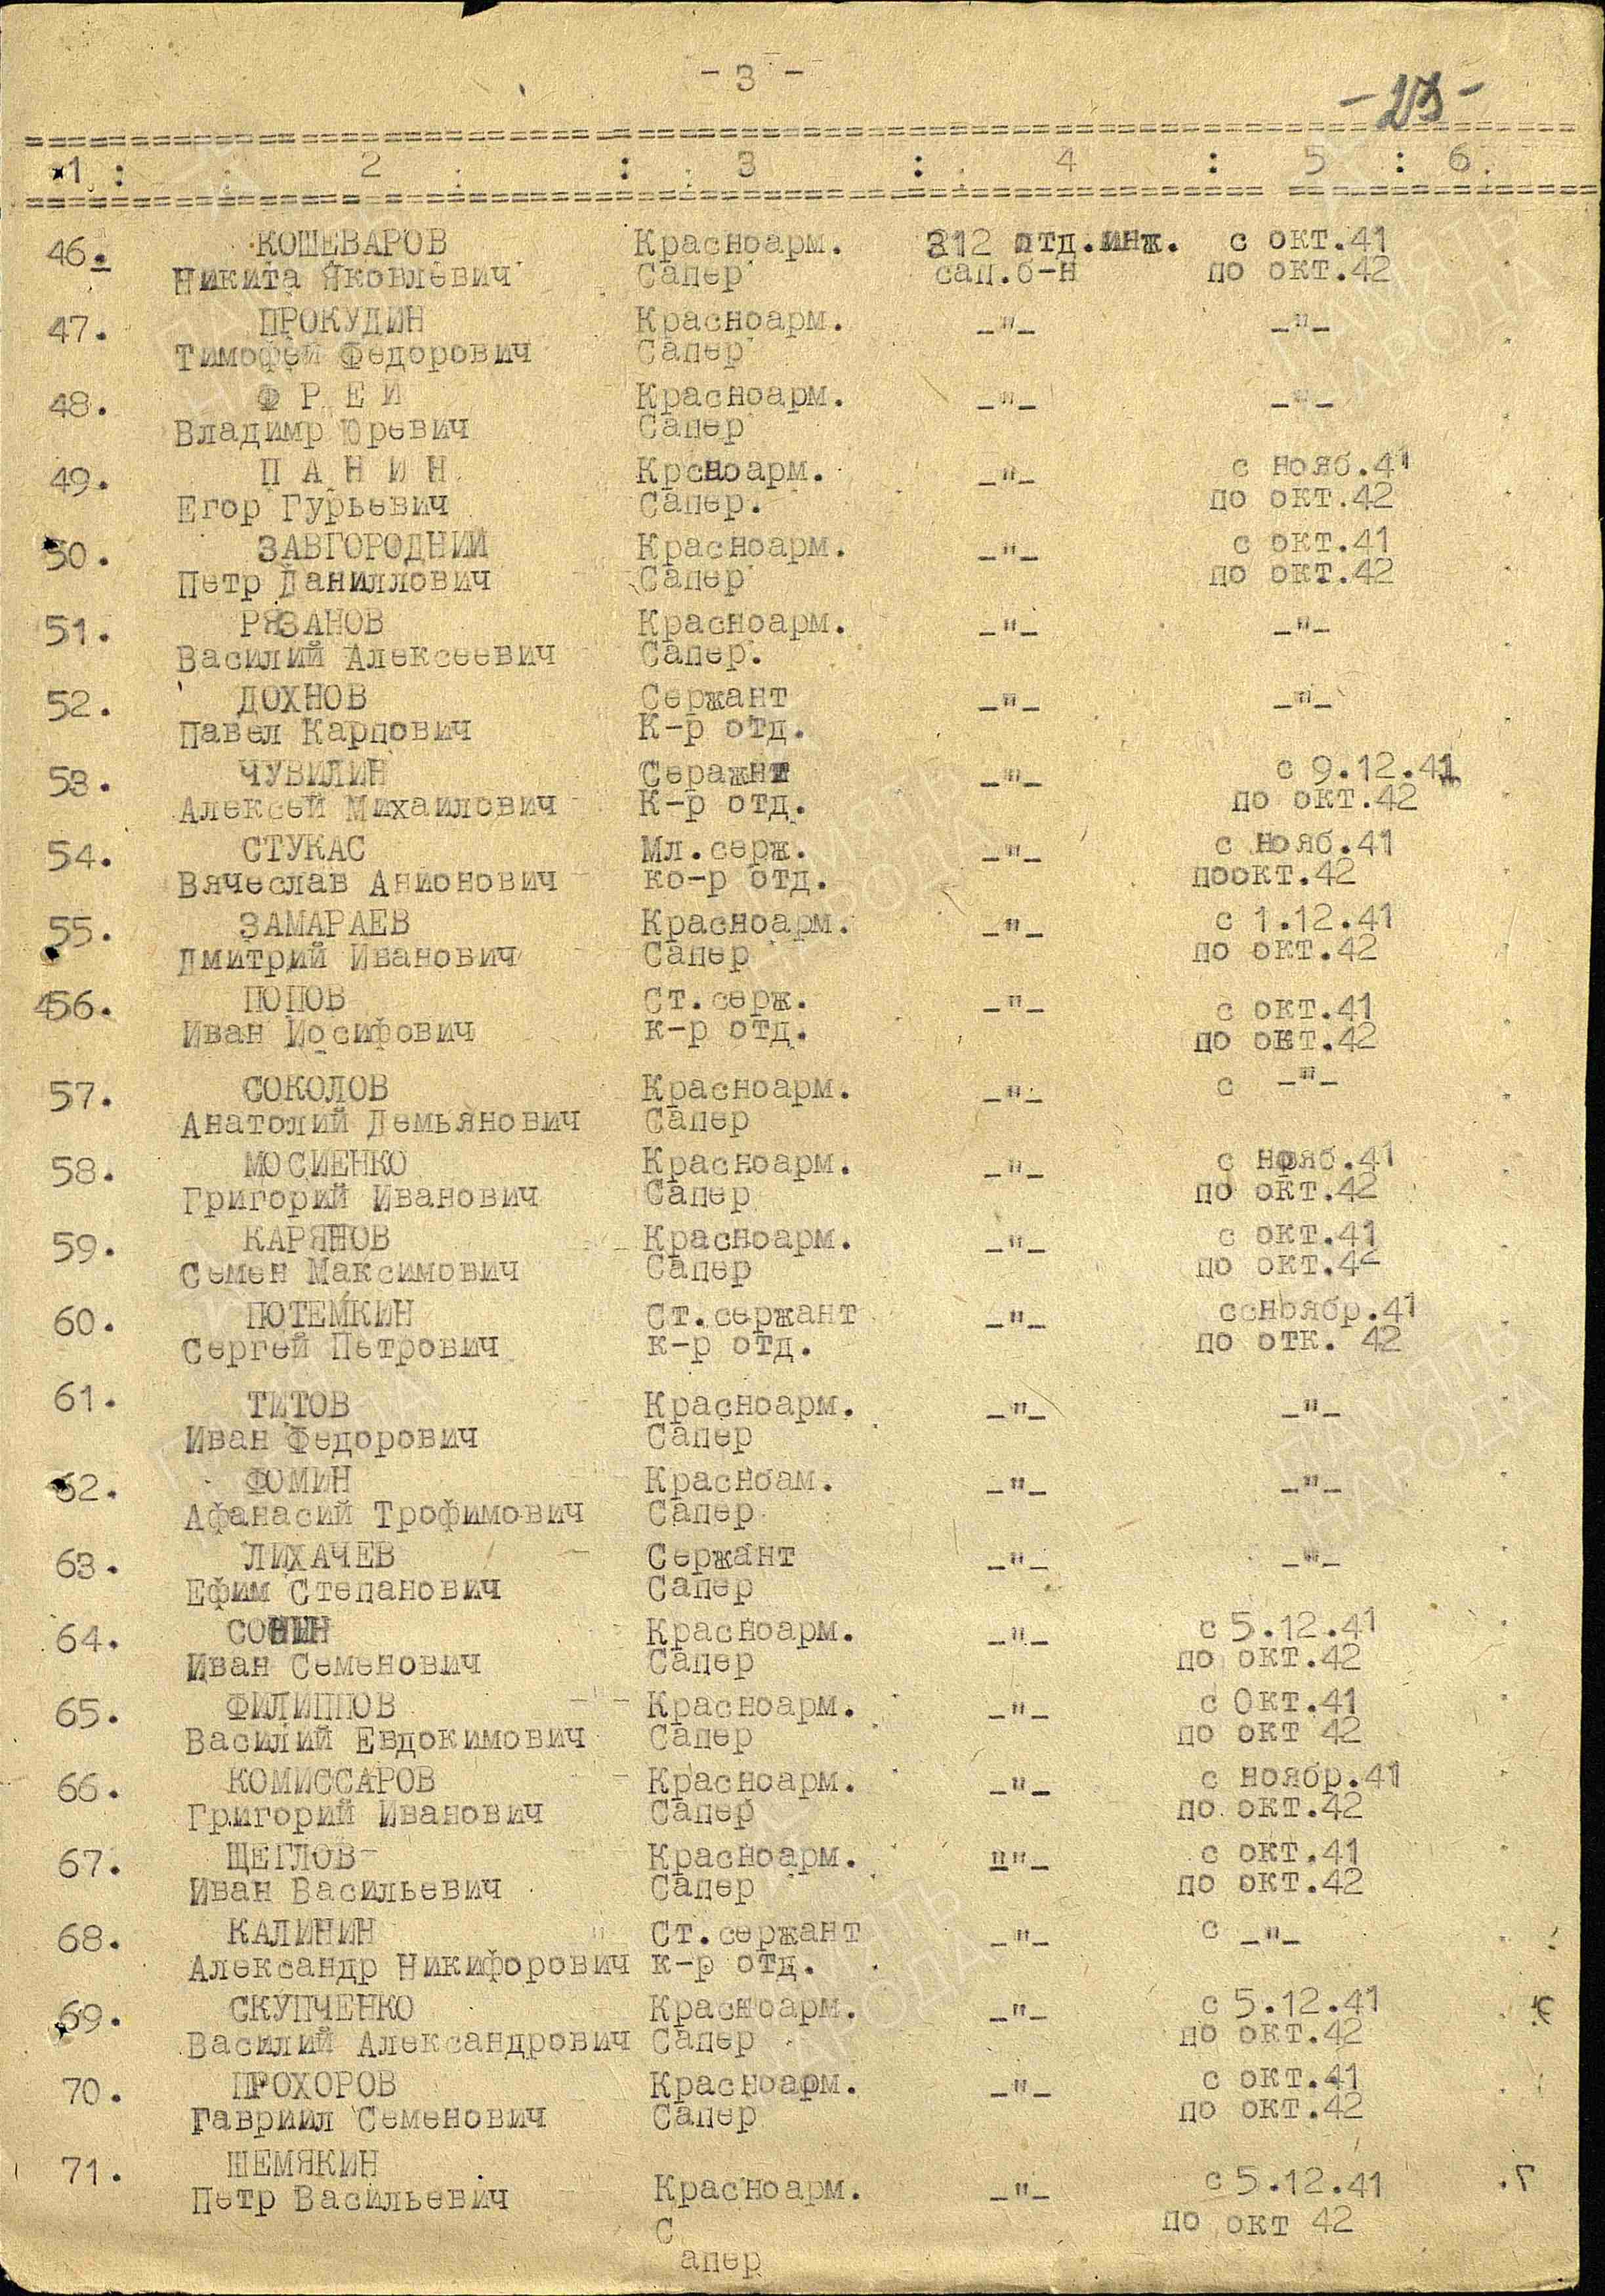 - 3 -
- 23 -
1. : 2 : 3 : 4 : 5 : 6.
46. КОШЕВАРОВ Красноарм. 312 отд.инж. с окт.41
Никита Яковлевич Сапер сап.б-н по окт.42
47. ПРОКУДИН Красноарм. -"- -"-
Тимофей Федорович Сапер
48. Ф Р Е Й Красноарм. -"- -"-
Владимр Юревич Сапер
49. П А Н И Н Крсноарм. -"- с нояб.41
Егор Гурьевич Сапер. по окт.42
50. ЗАВГОРОДНИЙ Красноарм. -"- с окт.41
Петр Даниллович Сапер по окт.42
51. РЯЗАНОВ Красноарм. -"- -"-
Василий Алексеевич Сапер.
52. ДОХНОВ Сержант -"- -"-
Павел Карпович К-р отд.
53. ЧУВИЛИН Серажнт -"- с 9.12.41
Алексей Михаилович К-р отд. по окт.42
54. СТУКАС Мл.серж. -"- с нояб.41
Вячеслав Анионович ко-р отд. поокт.42
55. ЗАМАРАЕВ Красноарм. -"- с 1.12.41
Дмитрий Иванович Сапер по окт.42
56. ПОПОВ Ст.серж. -"- с окт.41
Иван Иосифович к-р отд. по окт.42
57. СОКОЛОВ Красноарм. -"- с -"-
Анатолий Демьянович Сапер
58. МОСИЕНКО Красноарм. -"- с нояб.41
Григорий Иванович Сапер по окт.42
59. КАРЯНОВ Красноарм. -"- с окт.41
Семен Максимович Сапер по окт.42
60. ПОТЕМКИН Ст.сержант -"- ссноябр.41
Сергей Петрович к-р отд. по отк. 42
61. ТИТОВ Красноарм. -"- -"-
Иван Федорович Сапер
62. ФОМИН Красноам. -"- -"-
Афанасий Трофимович Сапер
63. ЛИХАЧЕВ Сержант -"- -"-
Ефим Степанович Сапер
64. СОНИН Красноарм. -"- с 5.12.41
Иван Семенович Сапер по окт.42
65. ФИЛИППОВ Красноарм. -"- с Окт.41
Василий Евдокимович Сапер по окт 42
66. КОМИССАРОВ Красноарм. -"- с ноябр.41
Григорий Иванович Сапер по окт.42
67. ЩЕГЛОВ Красноарм. ""- с окт.41
Иван Васильевич Сапер по окт.42
68. КАЛИНИН Ст.сержант -"- с -"-
Александр Никифорович к-р отд.
69. СКУПЧЕНКО Красноарм. -"- с 5.12.41
Василий Александрович Сапер по окт.42
70. ПРОХОРОВ Красноарм. -"- с окт.41
Гавриил Семенович Сапер по окт.42
71. ШЕМЯКИН
Петр Васильевич Красноарм. -"- с 5.12.41
С по окт 42
апер